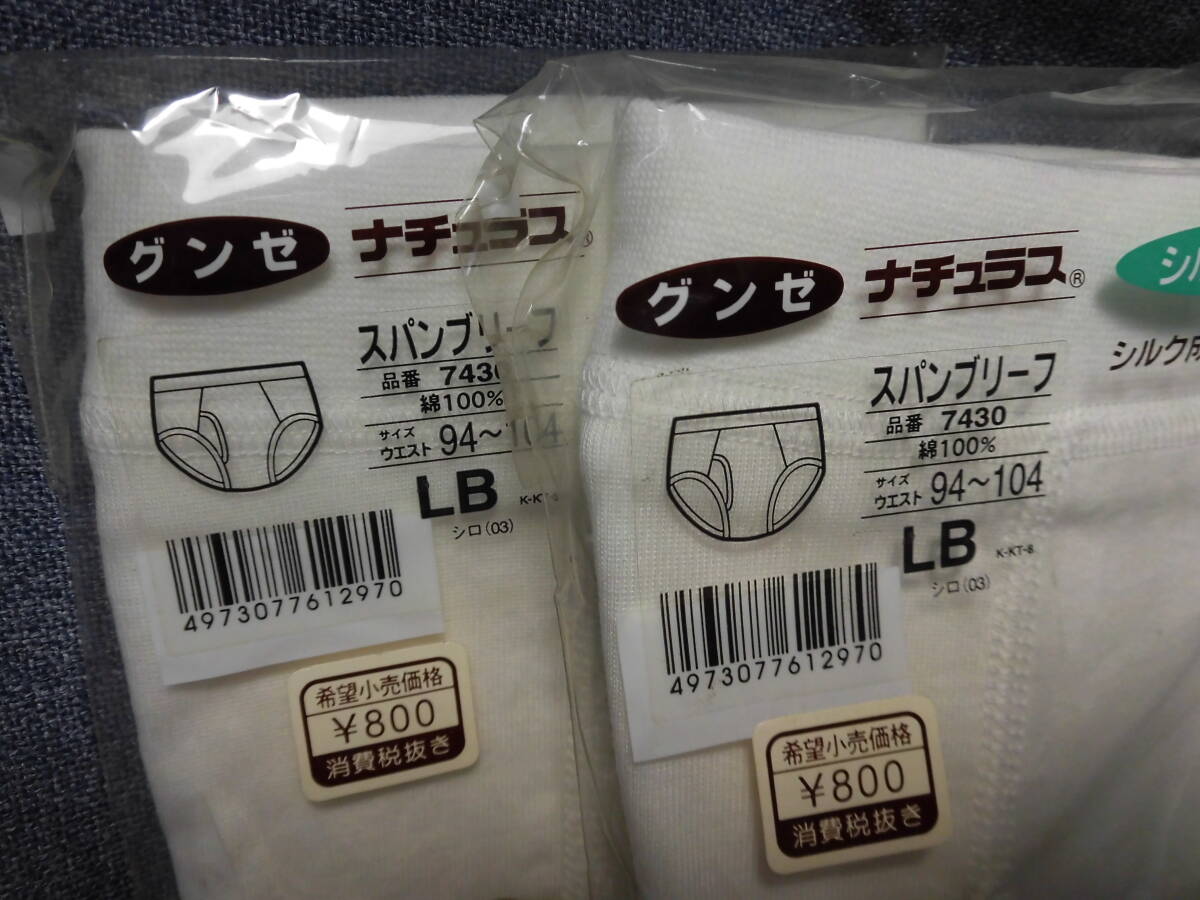 グンゼ
ナチュラス®
スパンブリーフ
品番 7430
綿100%
サイズ
ウエスト 94～104
LB
シロ(03)
4973077612970
希望小売価格
¥800
消費税抜き
グンゼ
ナチュラス®
シル
シルク
スパンブリーフ
品番 7430
綿100%
サイズ
ウエスト 94～104
LB K-KT-8
シロ(03)
4973077612970
希望小売価格
¥800
消費税抜き